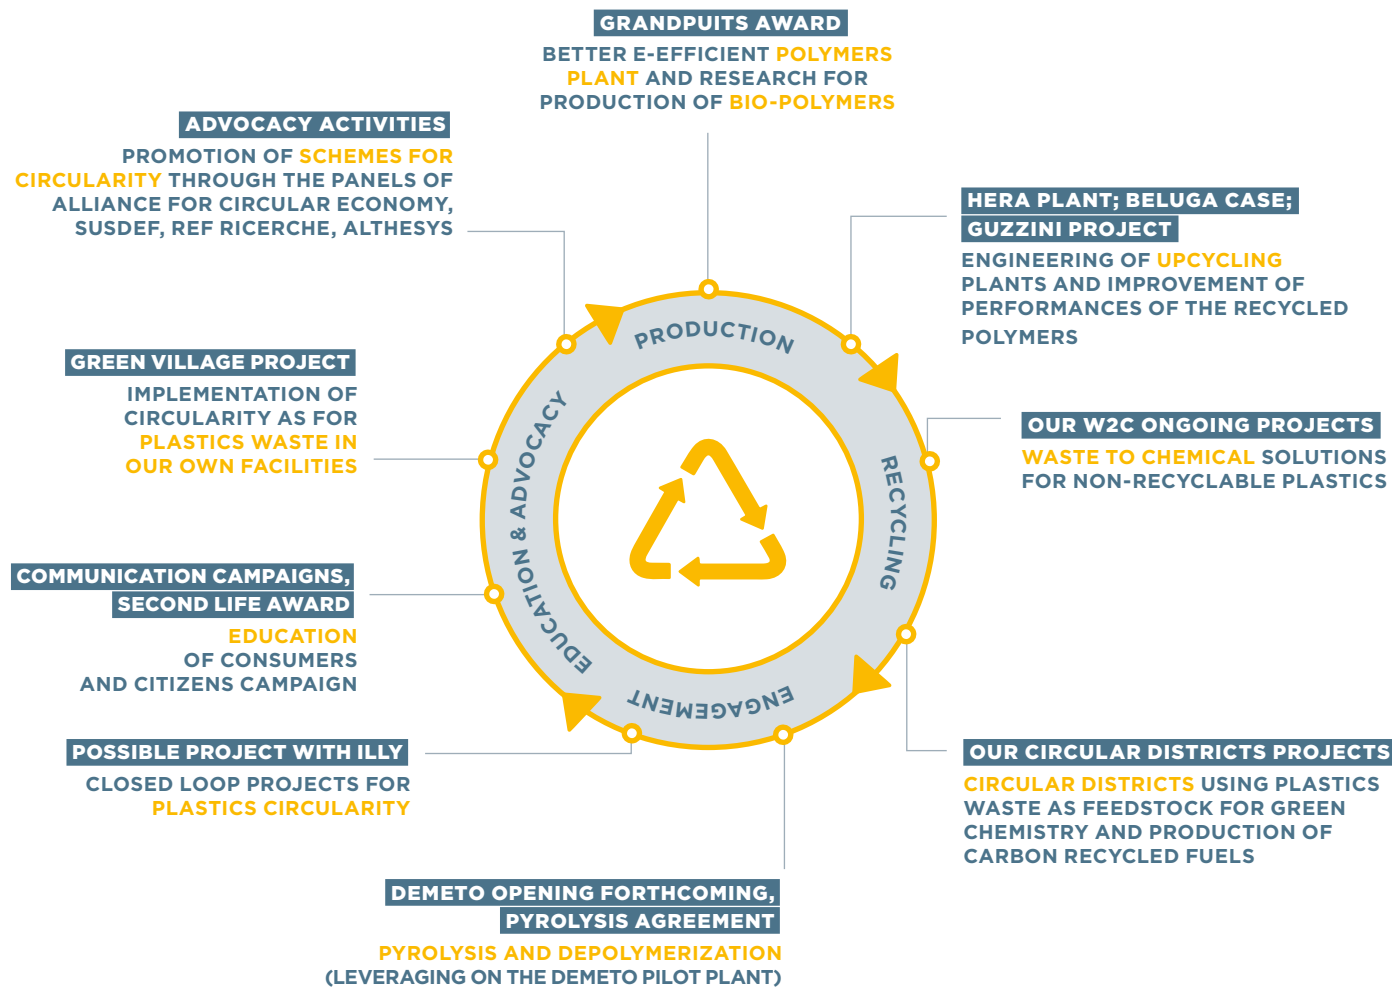 GRANDPUITS AWARD
BETTER E-EFFICIENT POLYMERS
PLANT AND RESEARCH FOR
PRODUCTION OF BIO-POLYMERS
ADVOCACY ACTIVITIES
PROMOTION OF SCHEMES FOR
CIRCULARITY THROUGH THE PANELS OF
ALLIANCE FOR CIRCULAR ECONOMY,
SUSDEF, REF RICERCHE, ALTHESYS
HERA PLANT; BELUGA CASE;
GUZZINI PROJECT
ENGINEERING OF UPCYCLING
PLANTS AND IMPROVEMENT OF
PERFORMANCES OF THE RECYCLED
POLYMERS
GREEN VILLAGE PROJECT
IMPLEMENTATION OF
CIRCULARITY AS FOR
PLASTICS WASTE IN
OUR OWN FACILITIES
OUR W2C ONGOING PROJECTS
WASTE TO CHEMICAL SOLUTIONS
FOR NON-RECYCLABLE PLASTICS
PRODUCTION
RECYCLING
ENGAGEMENT
EDUCATION & ADVOCACY
COMMUNICATION CAMPAIGNS,
SECOND LIFE AWARD
EDUCATION
OF CONSUMERS
AND CITIZENS CAMPAIGN
POSSIBLE PROJECT WITH ILLY
CLOSED LOOP PROJECTS FOR
PLASTICS CIRCULARITY
OUR CIRCULAR DISTRICTS PROJECTS
CIRCULAR DISTRICTS USING PLASTICS
WASTE AS FEEDSTOCK FOR GREEN
CHEMISTRY AND PRODUCTION OF
CARBON RECYCLED FUELS
DEMETO OPENING FORTHCOMING,
PYROLYSIS AGREEMENT
PYROLYSIS AND DEPOLYMERIZATION
(LEVERAGING ON THE DEMETO PILOT PLANT)